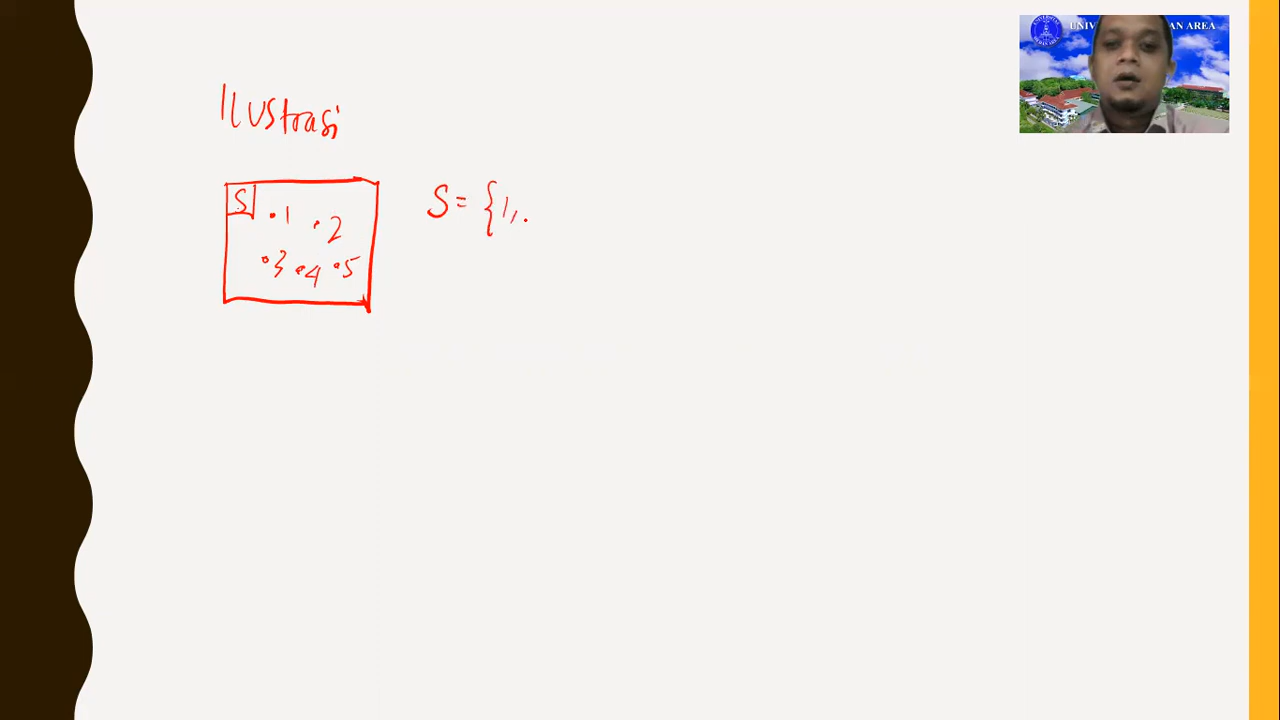 UNIV AN AREA
Ilustrasi
S
.1 .2
S = {1,.
.3 .4 .5